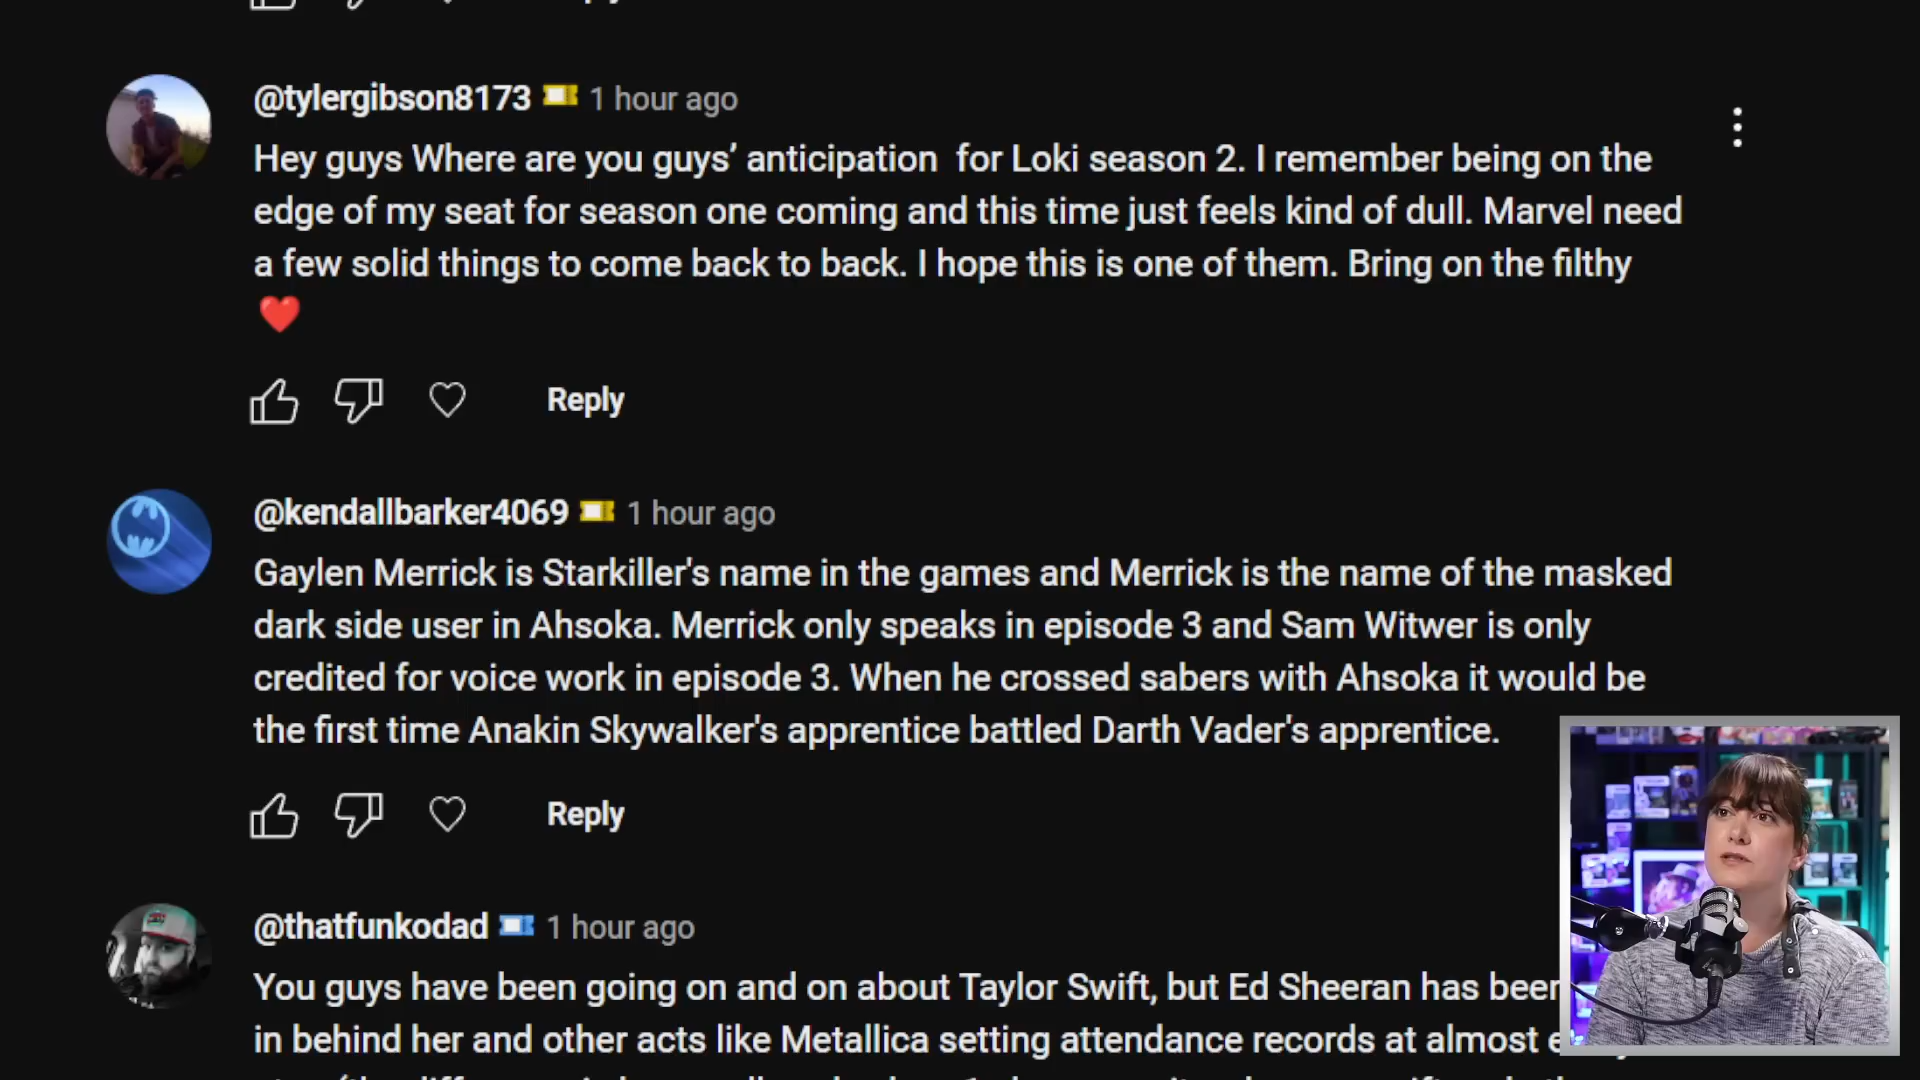 @tylergibson8173 1 hour ago
Hey guys Where are you guys’ anticipation for Loki season 2. I remember being on the
edge of my seat for season one coming and this time just feels kind of dull. Marvel need
a few solid things to come back to back. I hope this is one of them. Bring on the filthy
❤️
Reply
@kendallbarker4069 1 hour ago
Gaylen Merrick is Starkiller's name in the games and Merrick is the name of the masked
dark side user in Ahsoka. Merrick only speaks in episode 3 and Sam Witwer is only
credited for voice work in episode 3. When he crossed sabers with Ahsoka it would be
the first time Anakin Skywalker's apprentice battled Darth Vader's apprentice.
Reply
@thatfunkodad 1 hour ago
You guys have been going on and on about Taylor Swift, but Ed Sheeran has been
in behind her and other acts like Metallica setting attendance records at almost